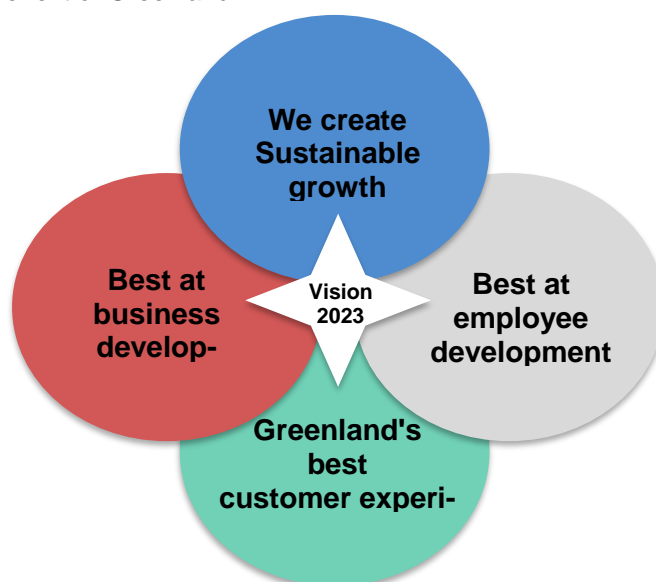 We create
Sustainable
growth
Best at
business
develop-
Vision
2023
Best at
employee
development
Greenland's
best
customer experi-